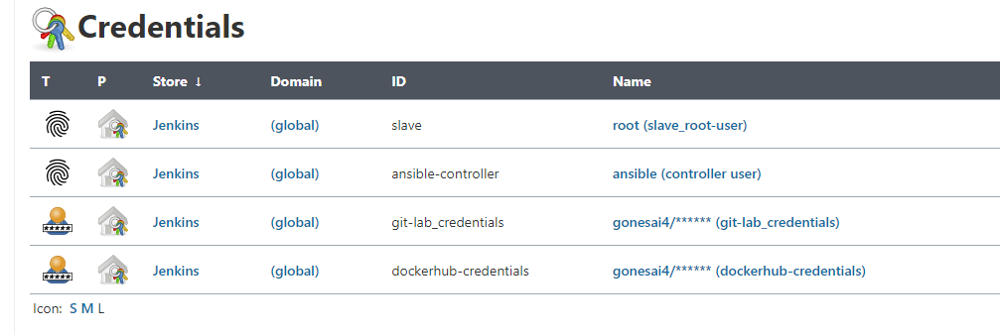 Credentials
T P Store ↓ Domain ID Name
Jenkins (global) slave root (slave_root-user)
Jenkins (global) ansible-controller ansible (controller user)
***** Jenkins (global) git-lab_credentials gonesai4/****** (git-lab_credentials)
***** Jenkins (global) dockerhub-credentials gonesai4/****** (dockerhub-credentials)
Icon: S M L